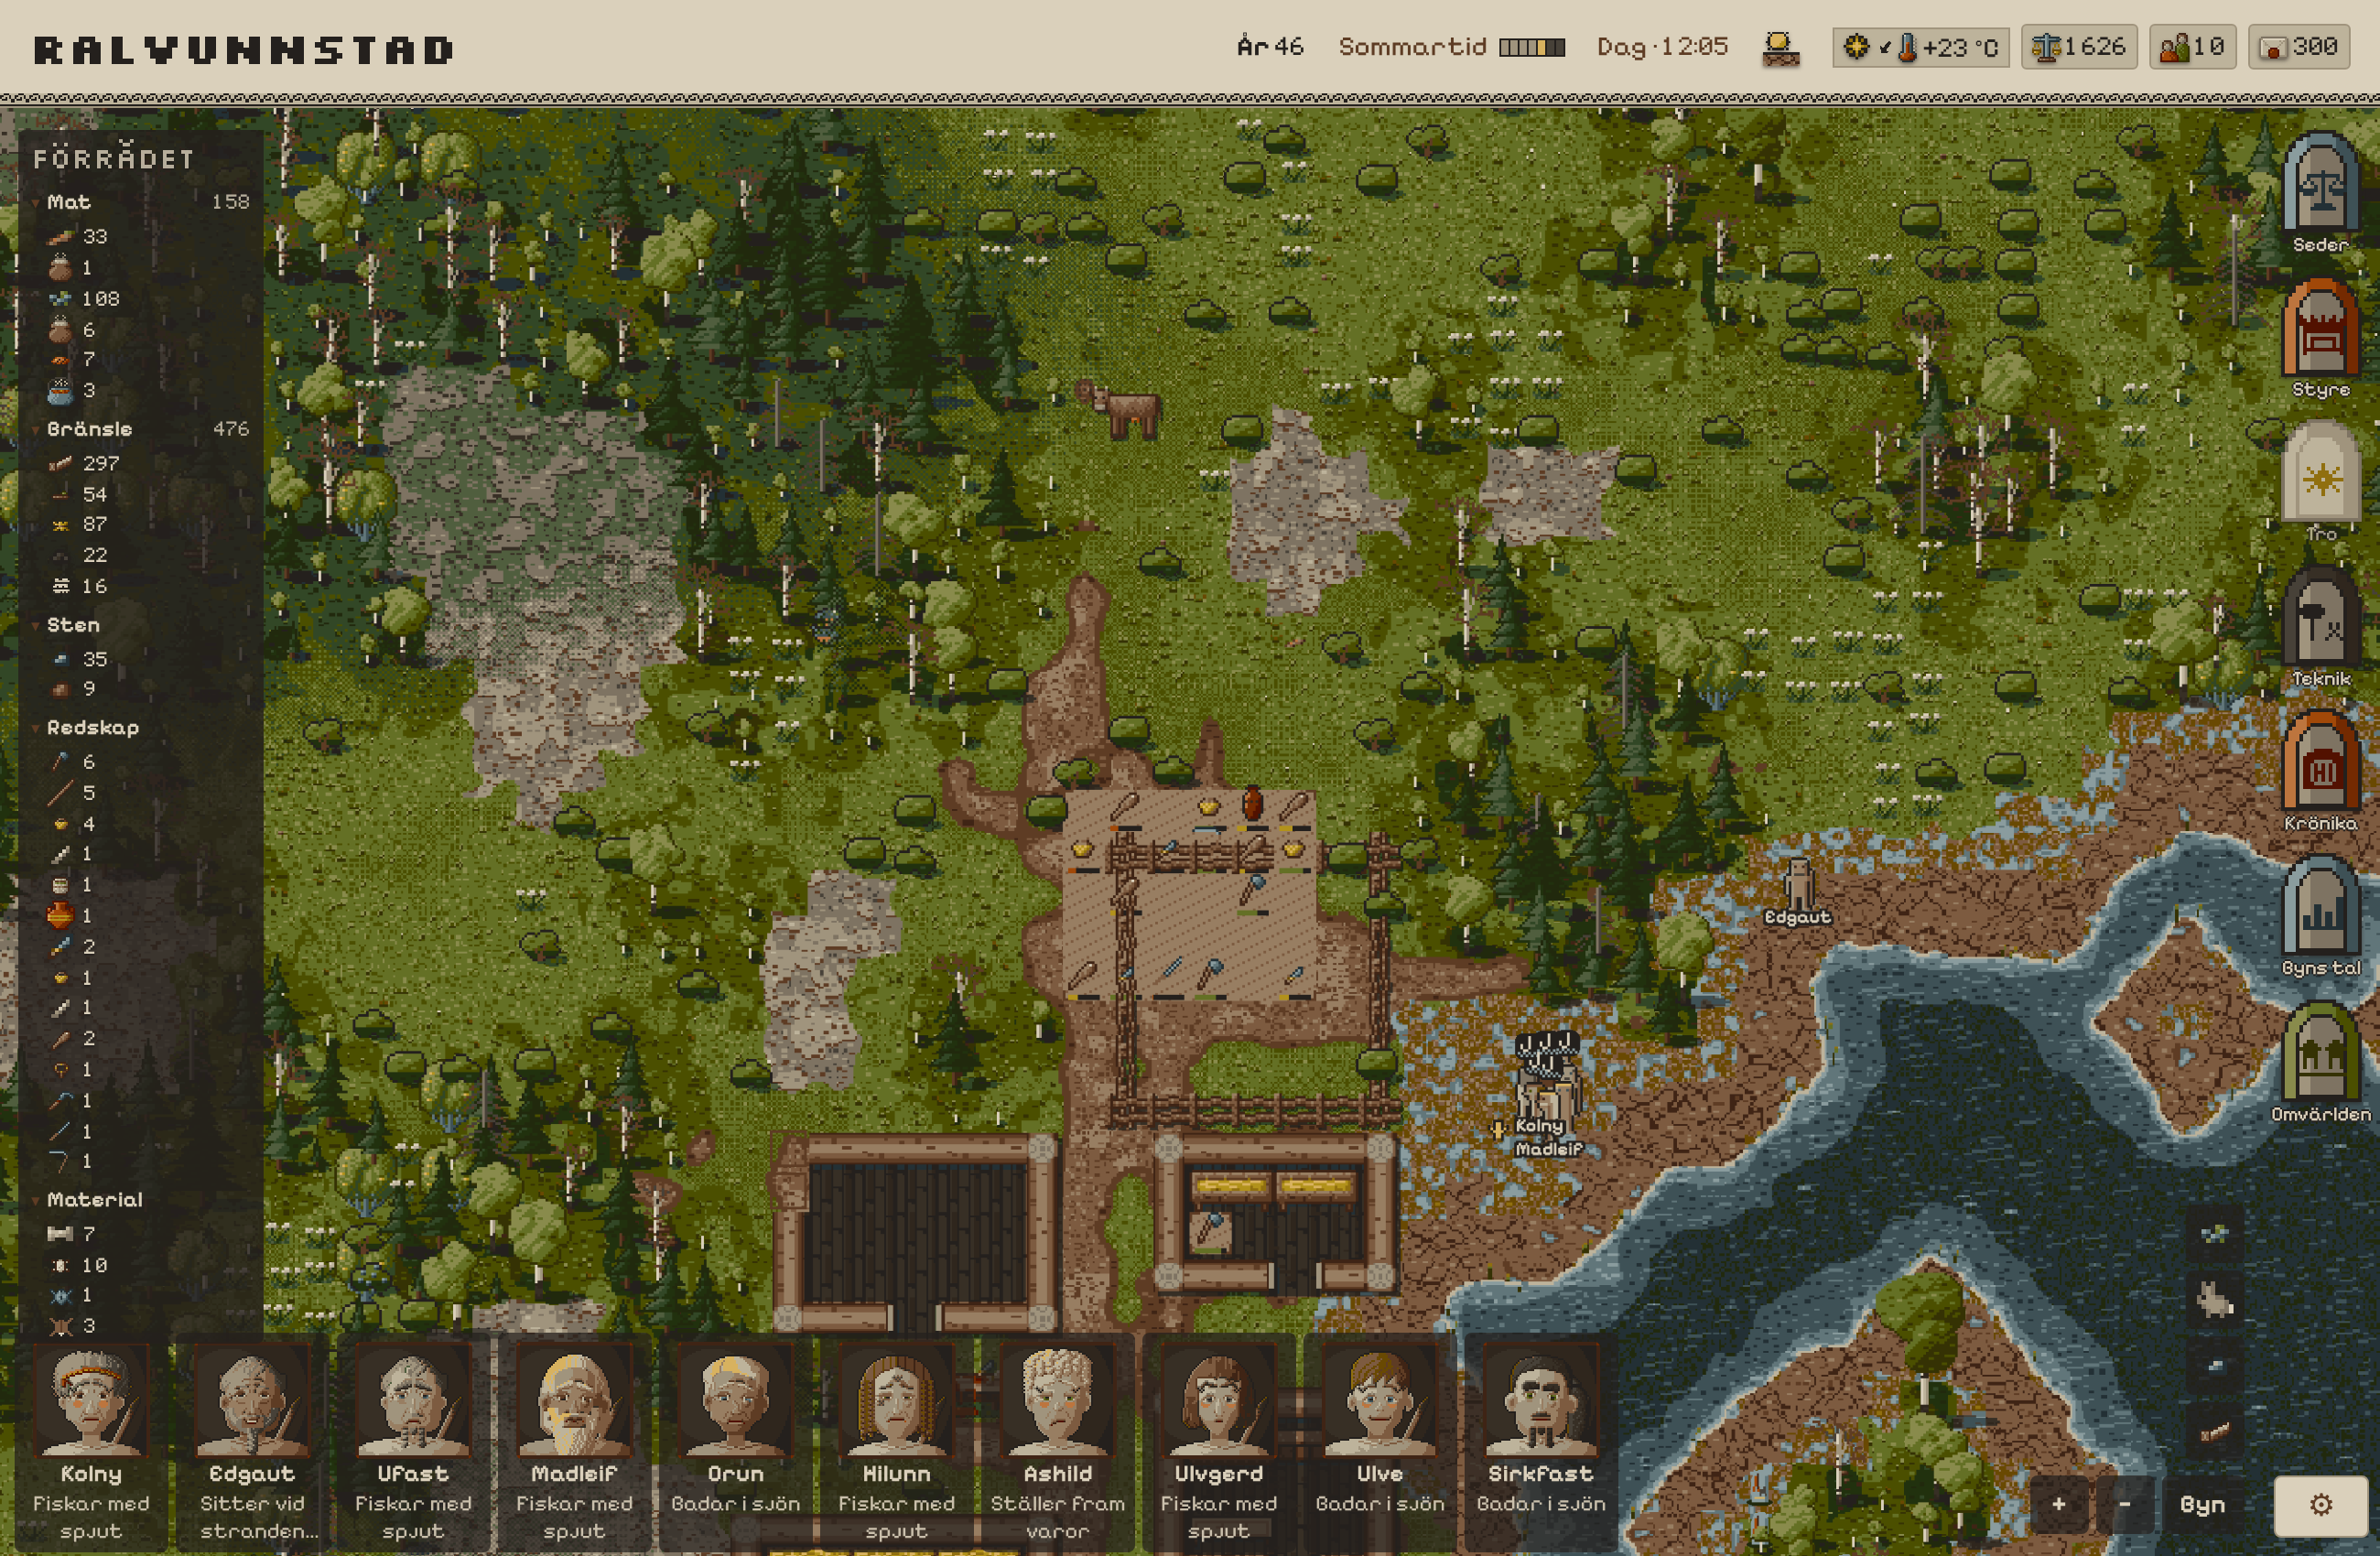 RALVUNNSTAD
År 46
Sommartid
Dag·12:05
+23 °C
1626
10
300
FÖRRÅDET
Mat 158
33
1
108
6
7
3
Bränsle 476
297
54
87
22
16
Sten
35
9
Redskap
6
5
4
1
1
1
2
1
1
2
1
1
1
1
Material
7
10
1
3
Seder
Styre
Tro
Teknik
Krönika
Byns tal
Omvärlden
Edgaut
Kolny
Madleif
Kolny
Fiskar med
spjut
Edgaut
Sitter vid
stranden...
Ufast
Fiskar med
spjut
Madleif
Fiskar med
spjut
Orun
Badar i sjön
Hilunn
Fiskar med
spjut
Ashild
Ställer fram
varor
Ulvgerd
Fiskar med
spjut
Ulve
Badar i sjön
Sirkfast
Badar i sjön
+
-
Byn